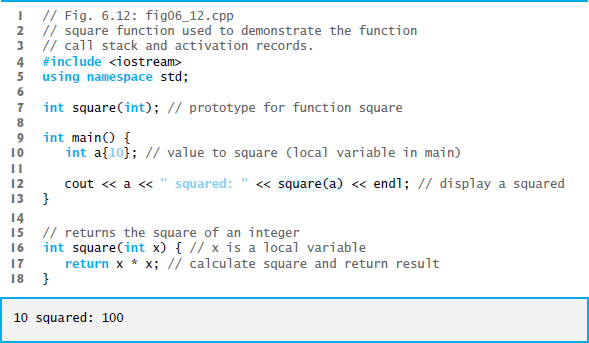 1 // Fig. 6.12: fig06_12.cpp
2 // square function used to demonstrate the function
3 // call stack and activation records.
4 #include <iostream>
5 using namespace std;
6
7 int square(int); // prototype for function square
8
9 int main() {
10 int a{10}; // value to square (local variable in main)
11
12 cout << a << " squared: " << square(a) << endl; // display a squared
13 }
14
15 // returns the square of an integer
16 int square(int x) { // x is a local variable
17 return x * x; // calculate square and return result
18 }
10 squared: 100